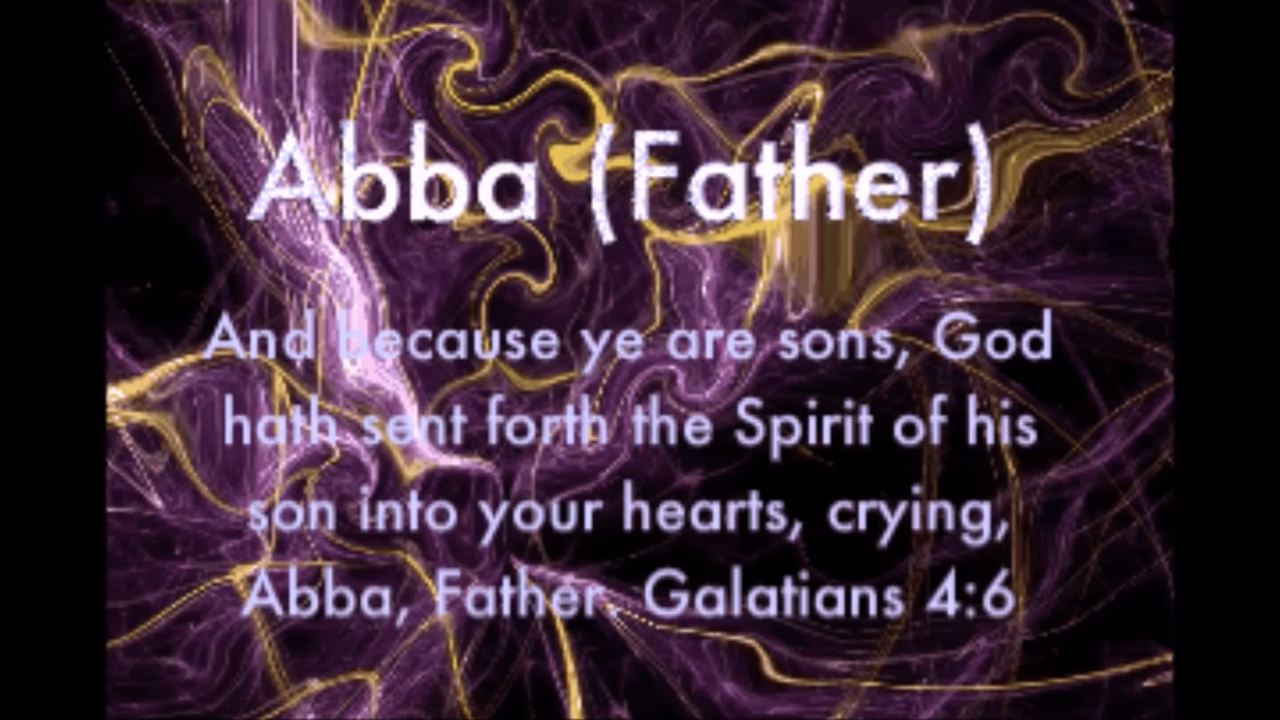 Abba (Father)
And because ye are sons, God
hath sent forth the Spirit of his
son into your hearts, crying,
Abba, Father. Galatians 4:6